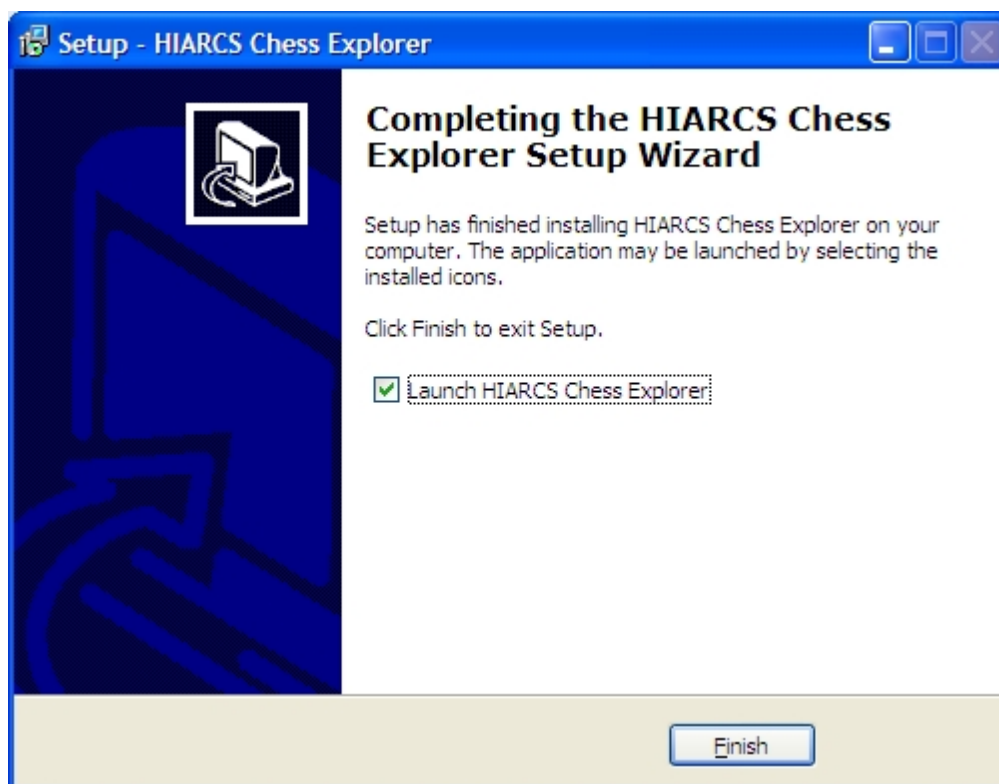 Setup - HIARCS Chess Explorer
Completing the HIARCS Chess
Explorer Setup Wizard
Setup has finished installing HIARCS Chess Explorer on your
computer. The application may be launched by selecting the
installed icons.
Click Finish to exit Setup.
Launch HIARCS Chess Explorer
Finish